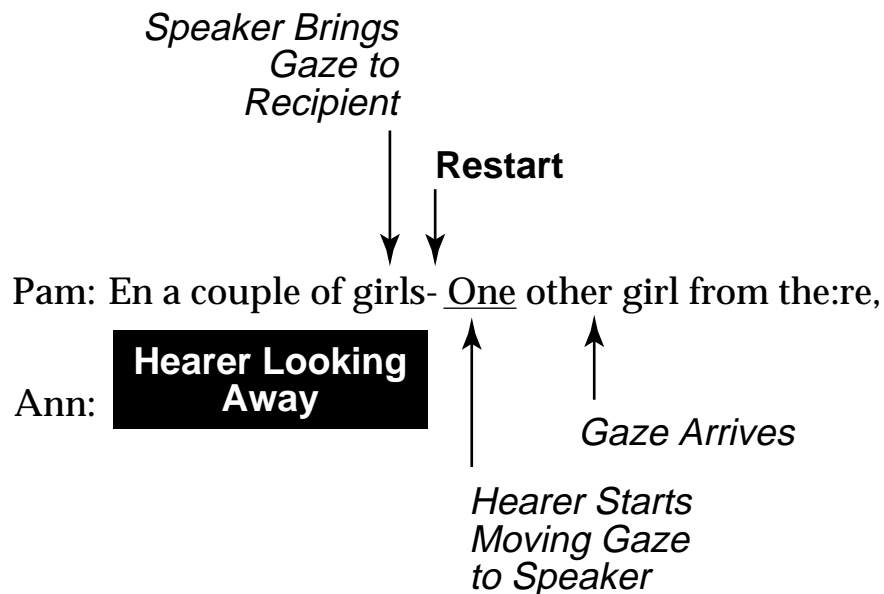 Speaker Brings
Gaze to
Recipient
Restart
Pam: En a couple of girls- One other girl from the:re,
Hearer Looking
Away
Ann:
Gaze Arrives
Hearer Starts
Moving Gaze
to Speaker